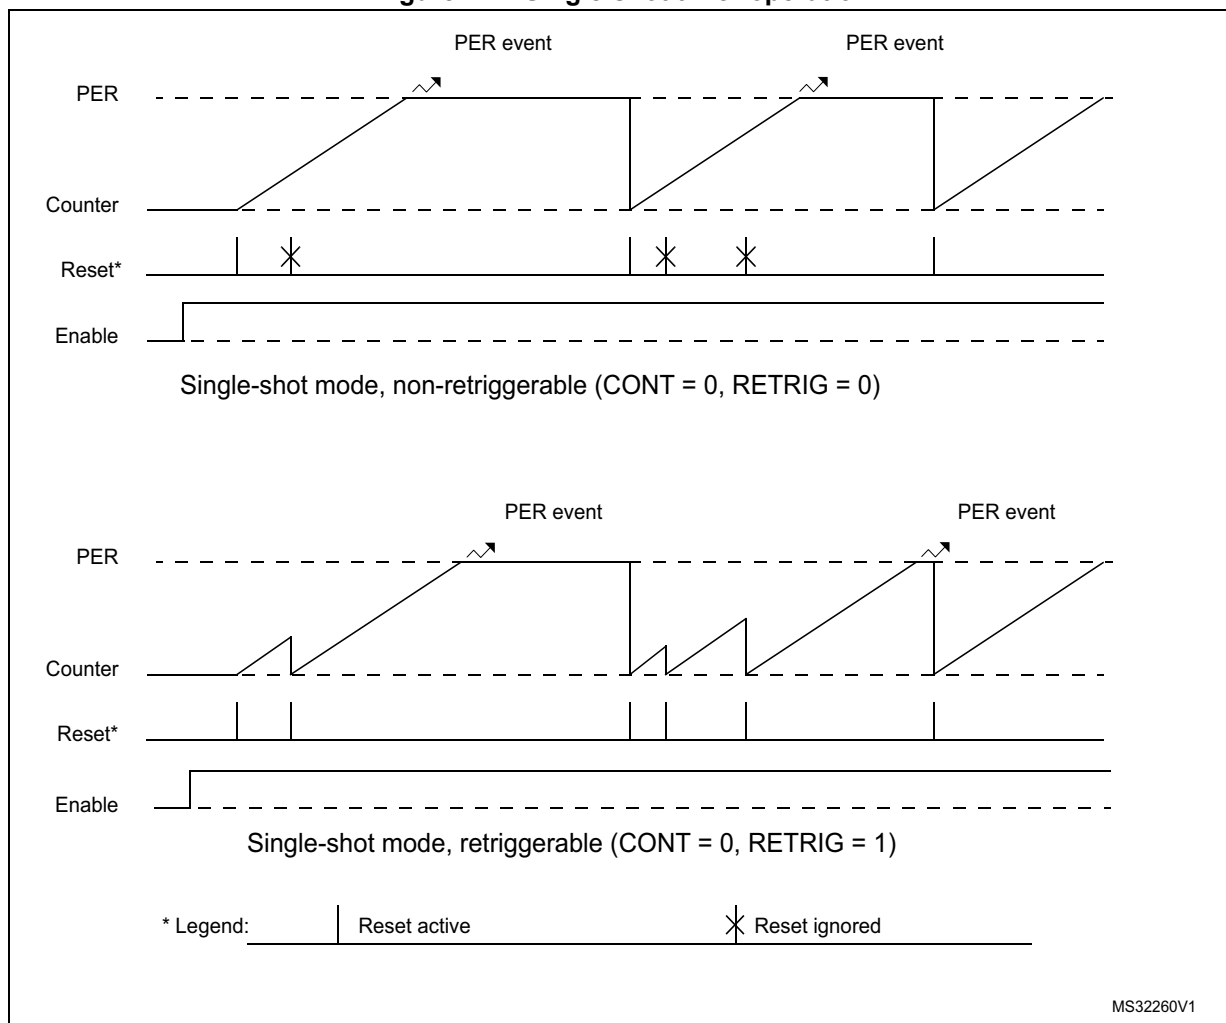 PER event PER event
PER
Counter
Reset*
Enable
Single-shot mode, non-retriggerable (CONT = 0, RETRIG = 0)
PER event PER event
PER
Counter
Reset*
Enable
Single-shot mode, retriggerable (CONT = 0, RETRIG = 1)
* Legend: Reset active Reset ignored
MS32260V1